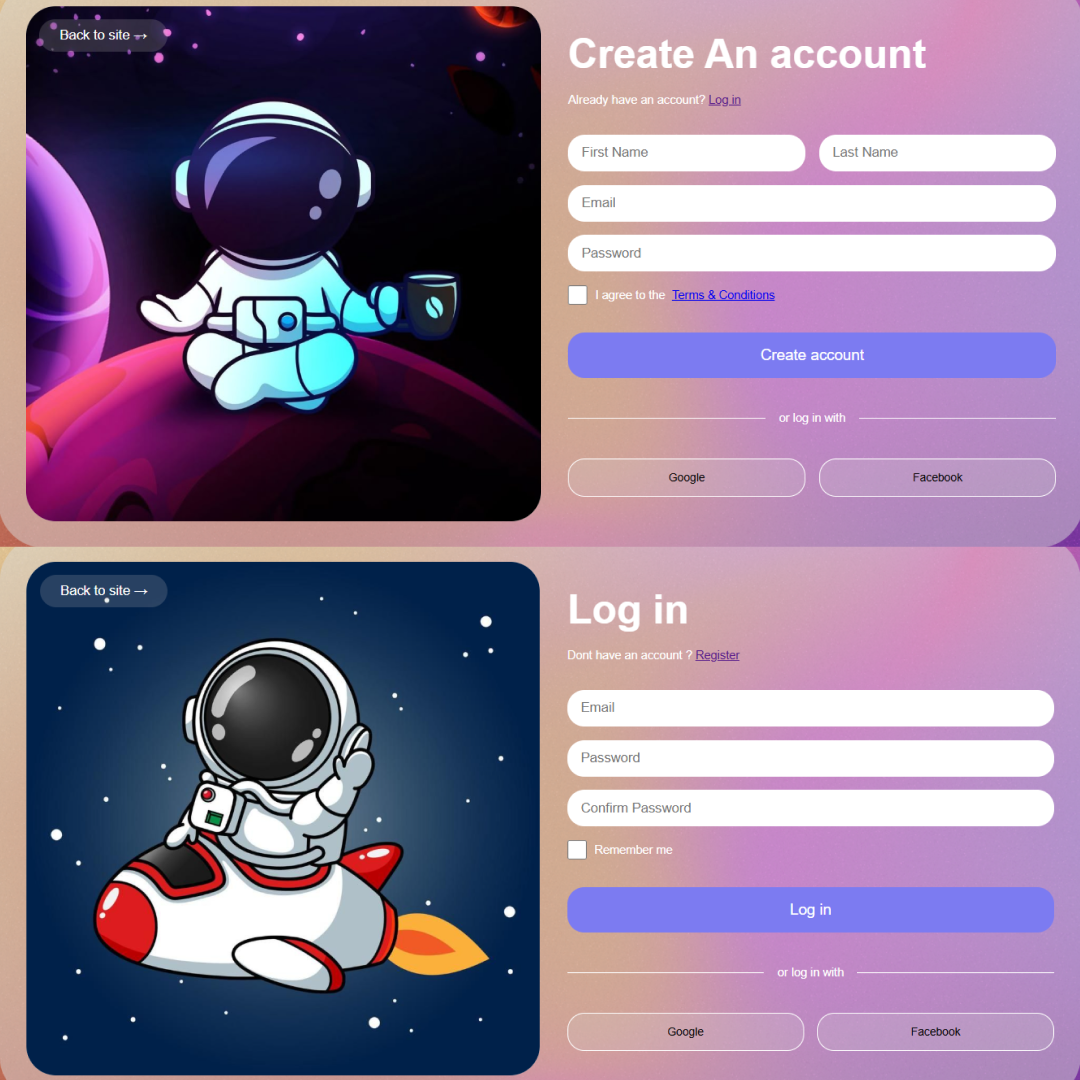 Back to site →
Create An account
Already have an account? Log in
First Name
Last Name
Email
Password
I agree to the Terms & Conditions
Create account
or log in with
Google
Facebook
Back to site →
Log in
Dont have an account ? Register
Email
Password
Confirm Password
Remember me
Log in
or log in with
Google
Facebook